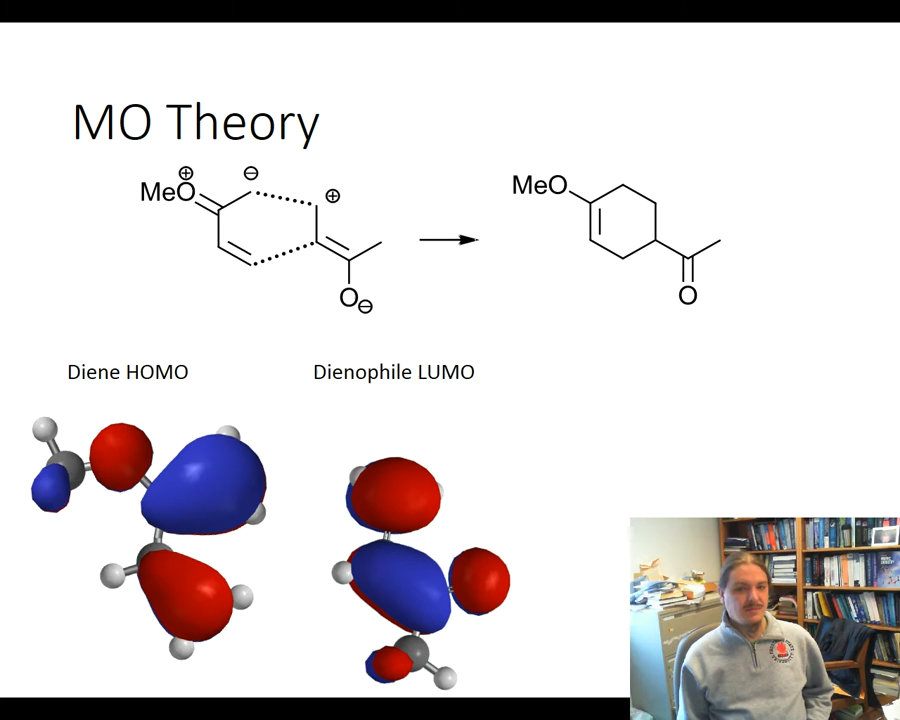 MO Theory
⊕ ⊖
MeO ⊕
O⊖
MeO
O
Diene HOMO
Dienophile LUMO